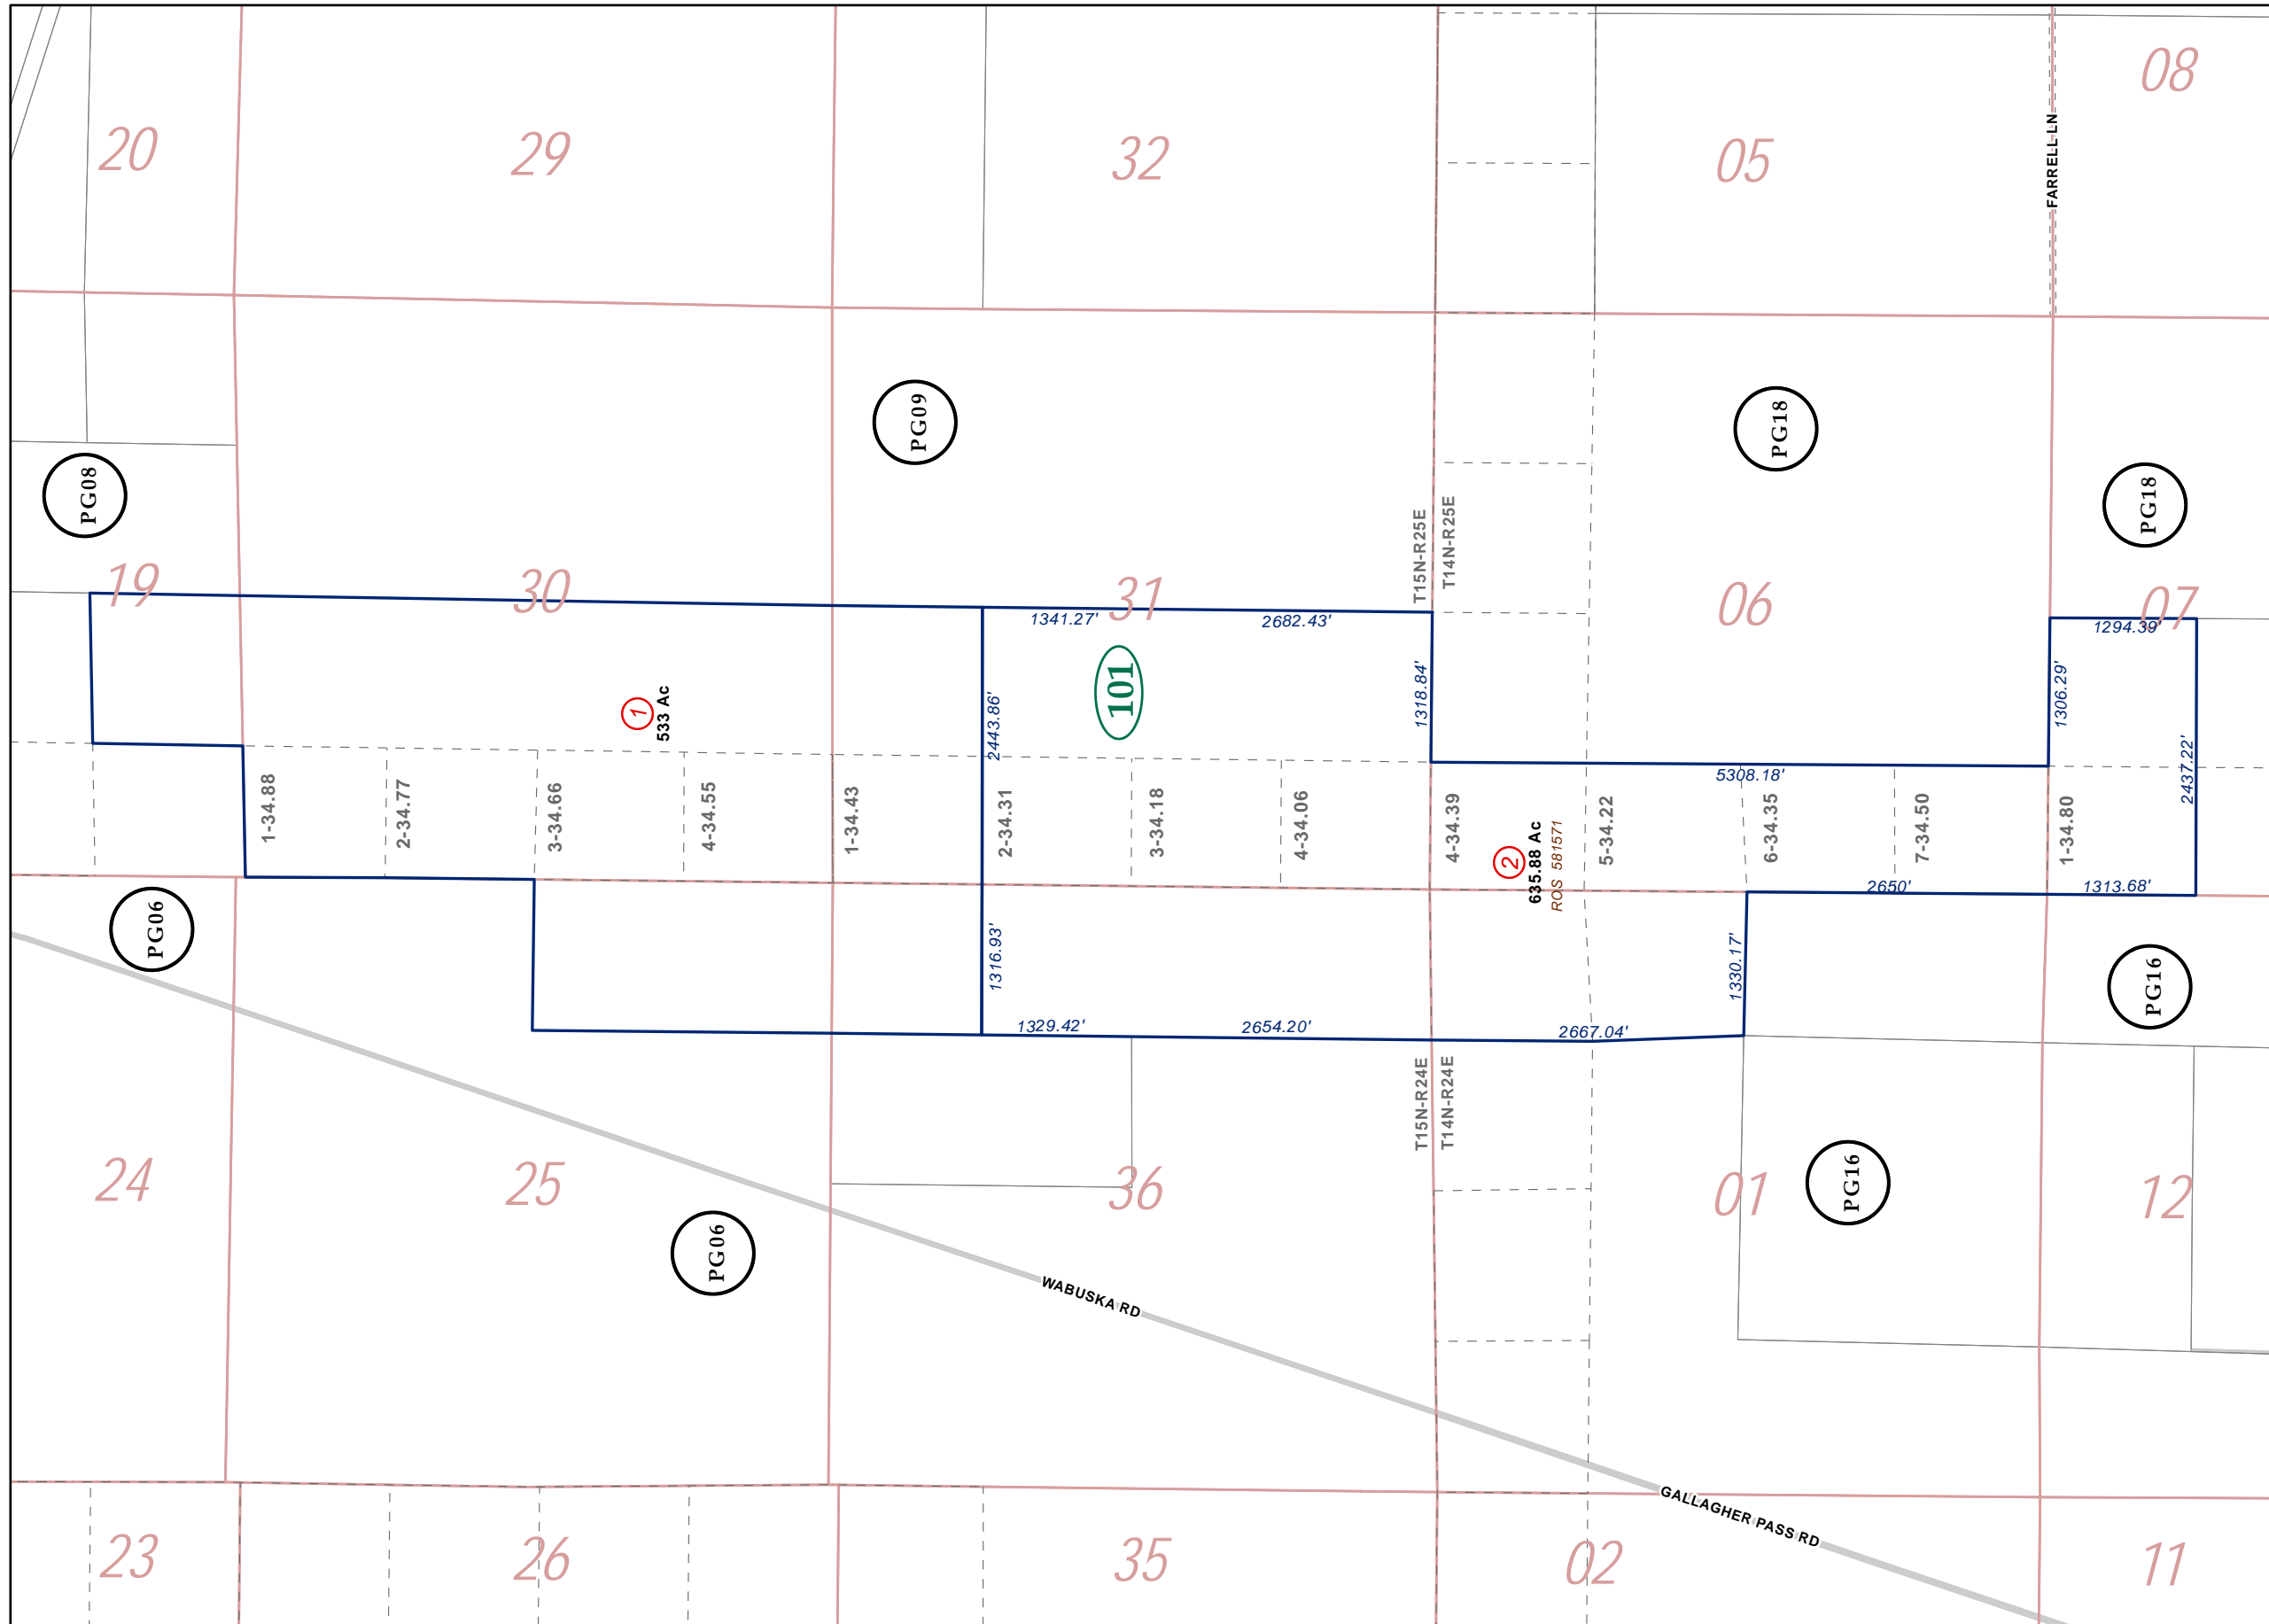 08
20
29
32
05
FARRELL LN
PG09
PG18
PG08
PG18
T15N-R25E
T14N-R25E
19
30
31
06
07
1341.27'
2682.43'
1294.39'
101
1
533 Ac
2443.86'
1318.84'
1306.29'
2437.22'
5308.18'
1-34.88
2-34.77
3-34.66
4-34.55
1-34.43
2-34.31
3-34.18
4-34.06
4-34.39
2
635.88 Ac
ROS 581571
5-34.22
6-34.35
7-34.50
1-34.80
2650'
1313.68'
PG06
1316.93'
1330.17'
PG16
1329.42'
2654.20'
2667.04'
T15N-R24E
T14N-R24E
24
25
36
01
PG16
12
PG06
WABUSKA RD
GALLAGHER PASS RD
23
26
35
02
11